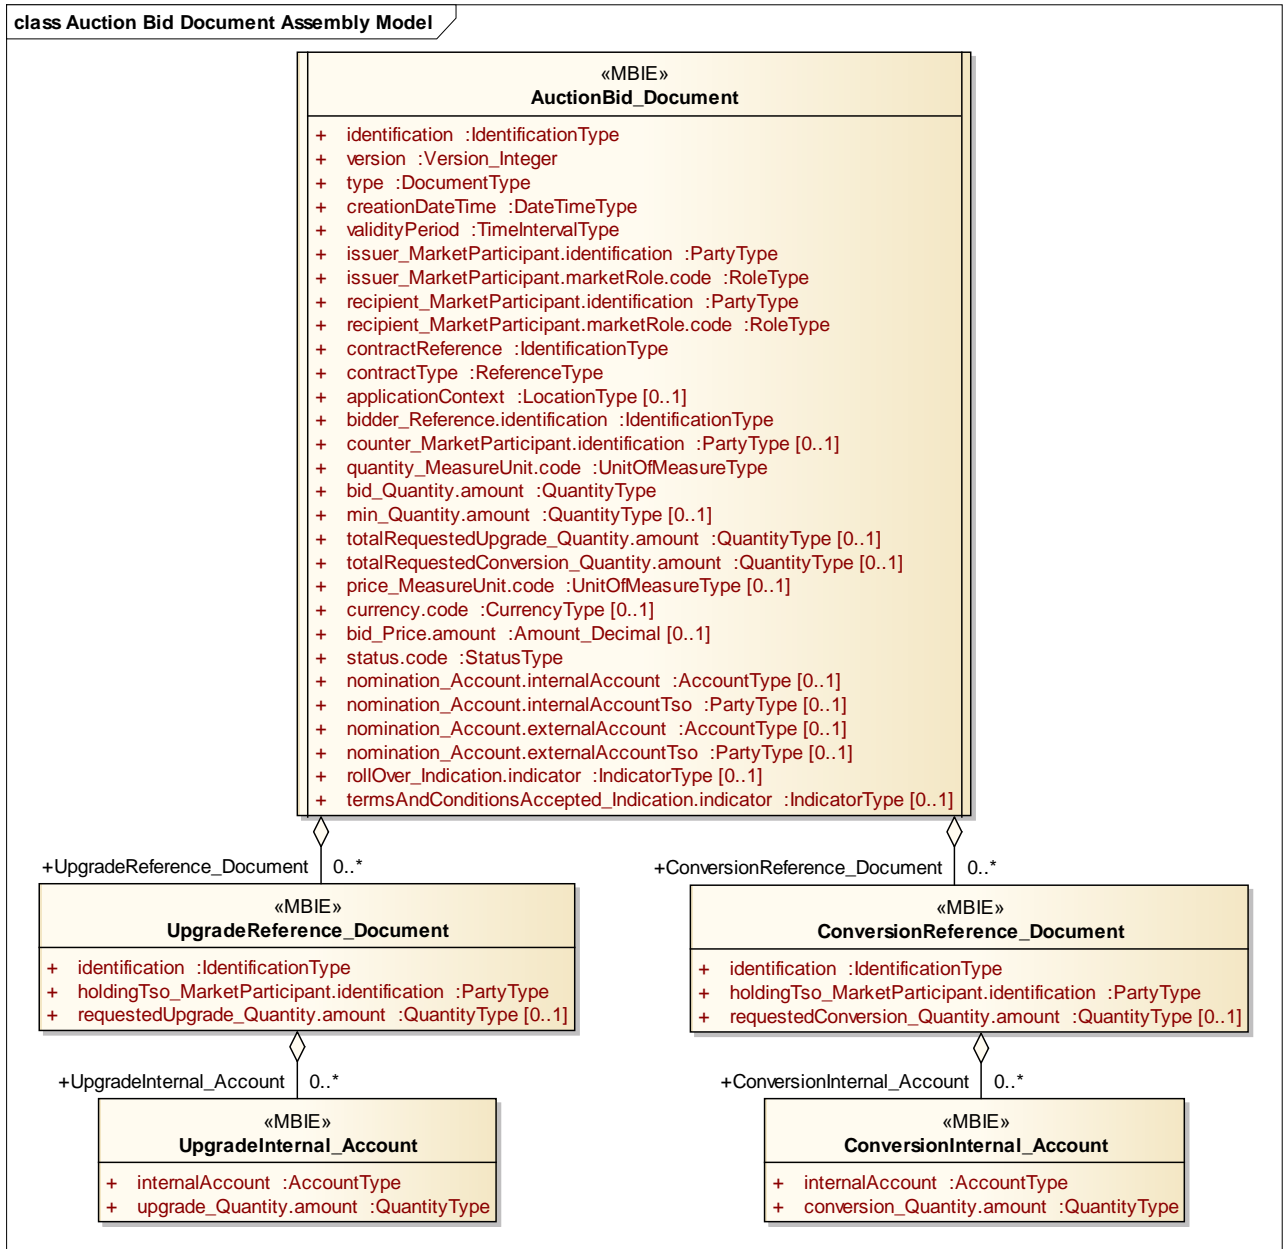 class Auction Bid Document Assembly Model
«MBIE»
AuctionBid_Document
+ identification :IdentificationType
+ version :Version_Integer
+ type :DocumentType
+ creationDateTime :DateTimeType
+ validityPeriod :TimeIntervalType
+ issuer_MarketParticipant.identification :PartyType
+ issuer_MarketParticipant.marketRole.code :RoleType
+ recipient_MarketParticipant.identification :PartyType
+ recipient_MarketParticipant.marketRole.code :RoleType
+ contractReference :IdentificationType
+ contractType :ReferenceType
+ applicationContext :LocationType [0..1]
+ bidder_Reference.identification :IdentificationType
+ counter_MarketParticipant.identification :PartyType [0..1]
+ quantity_MeasureUnit.code :UnitOfMeasureType
+ bid_Quantity.amount :QuantityType
+ min_Quantity.amount :QuantityType [0..1]
+ totalRequestedUpgrade_Quantity.amount :QuantityType [0..1]
+ totalRequestedConversion_Quantity.amount :QuantityType [0..1]
+ price_MeasureUnit.code :UnitOfMeasureType [0..1]
+ currency.code :CurrencyType [0..1]
+ bid_Price.amount :Amount_Decimal [0..1]
+ status.code :StatusType
+ nomination_Account.internalAccount :AccountType [0..1]
+ nomination_Account.internalAccountTso :PartyType [0..1]
+ nomination_Account.externalAccount :AccountType [0..1]
+ nomination_Account.externalAccountTso :PartyType [0..1]
+ rollOver_Indication.indicator :IndicatorType [0..1]
+ termsAndConditionsAccepted_Indication.indicator :IndicatorType [0..1]
+UpgradeReference_Document 0..*
«MBIE»
UpgradeReference_Document
+ identification :IdentificationType
+ holdingTso_MarketParticipant.identification :PartyType
+ requestedUpgrade_Quantity.amount :QuantityType [0..1]
+UpgradeInternal_Account 0..*
«MBIE»
UpgradeInternal_Account
+ internalAccount :AccountType
+ upgrade_Quantity.amount :QuantityType
+ConversionReference_Document 0..*
«MBIE»
ConversionReference_Document
+ identification :IdentificationType
+ holdingTso_MarketParticipant.identification :PartyType
+ requestedConversion_Quantity.amount :QuantityType [0..1]
+ConversionInternal_Account 0..*
«MBIE»
ConversionInternal_Account
+ internalAccount :AccountType
+ conversion_Quantity.amount :QuantityType